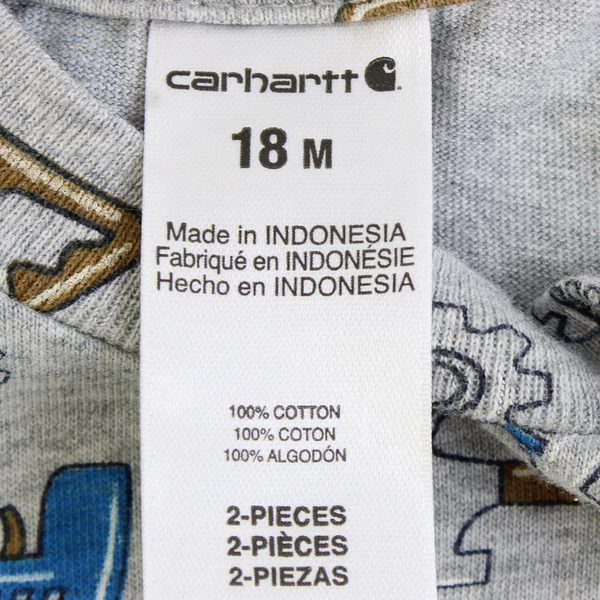 carhartt
18 M
Made in INDONESIA
Fabriqué en INDONÉSIE
Hecho en INDONESIA
100% COTTON
100% COTON
100% ALGODÓN
2-PIECES
2-PIÈCES
2-PIEZAS